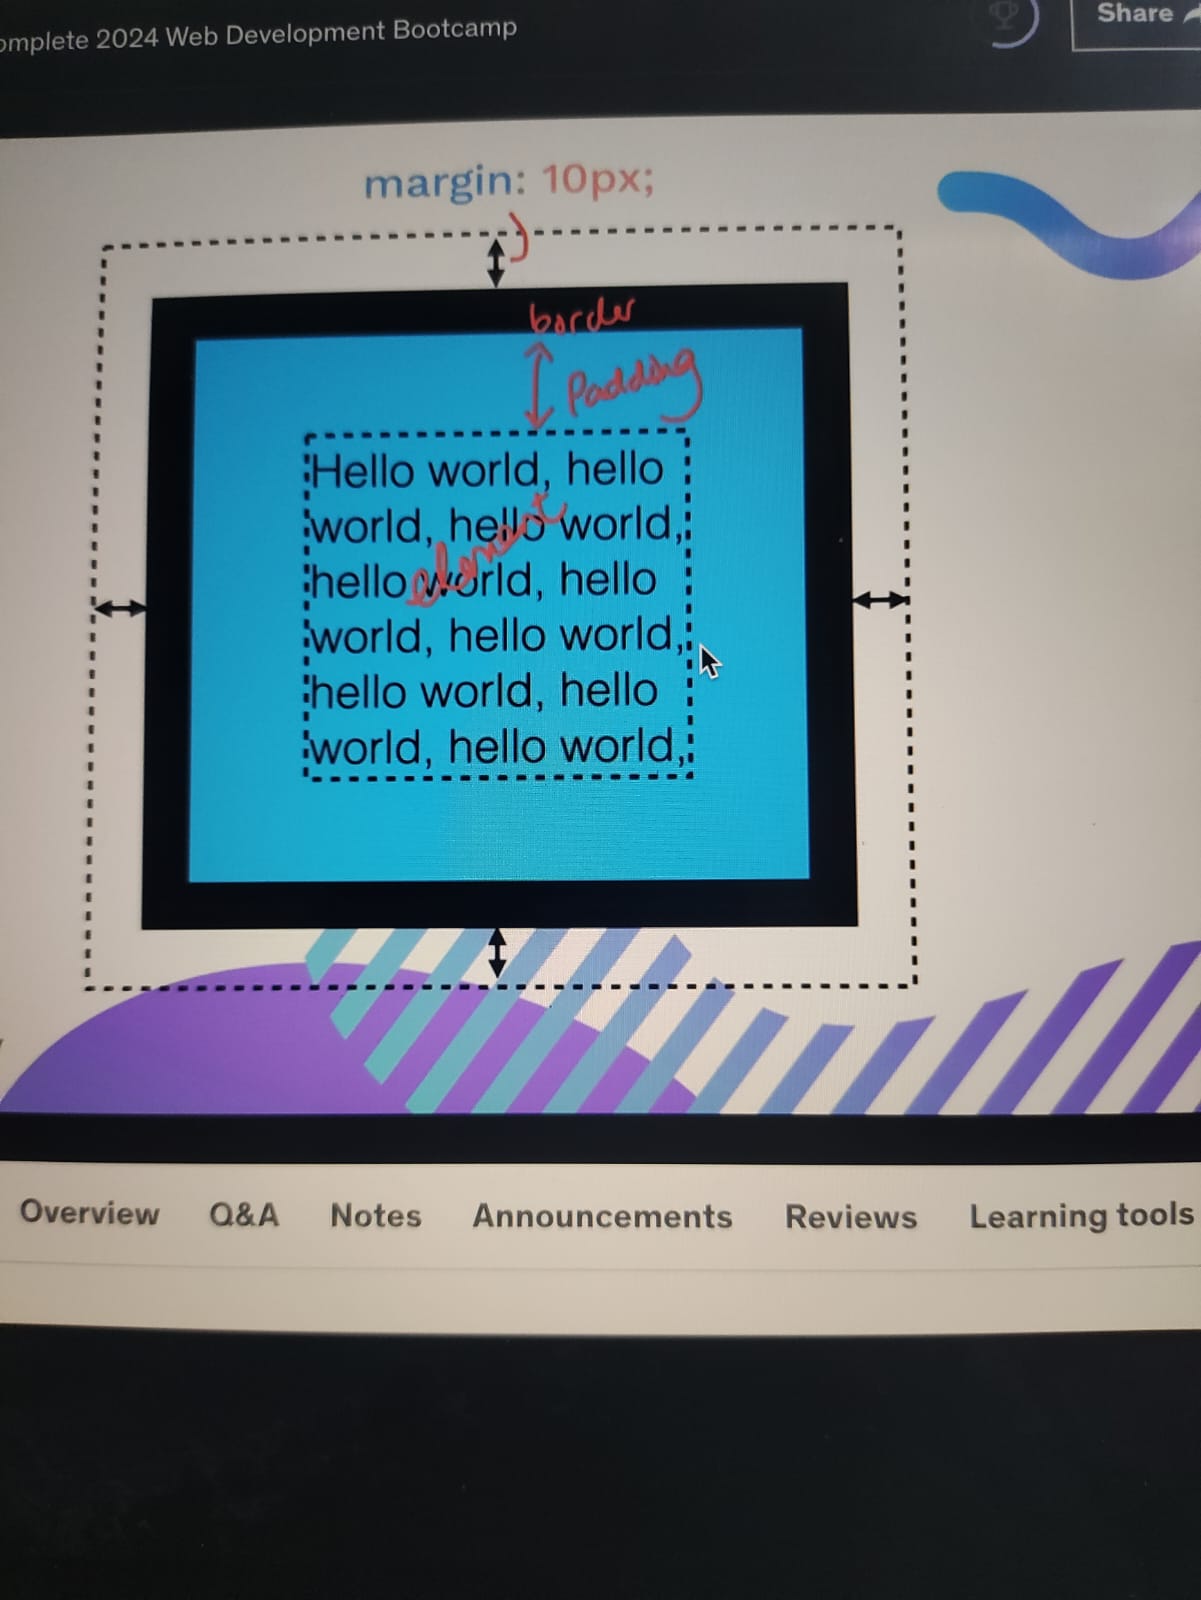 omplete 2024 Web Development Bootcamp
Share
margin: 10px;
border
Padding
Hello world, hello
world, hello world,
element
hello world, hello
world, hello world,
hello world, hello
world, hello world,
Overview Q&A Notes Announcements Reviews Learning tools